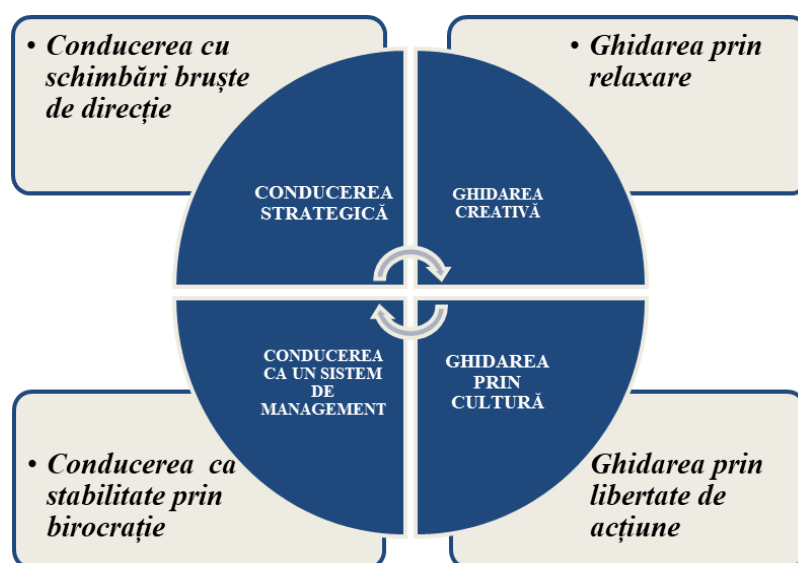 • Conducerea cu
schimbări bruște
de direcție
• Ghidarea prin
relaxare
CONDUCEREA
STRATEGICĂ
GHIDAREA
CREATIVĂ
CONDUCEREA
CA UN SISTEM
DE
MANAGEMENT
GHIDAREA
PRIN
CULTURĂ
• Conducerea ca
stabilitate prin
birocrație
Ghidarea prin
libertate de
acțiune